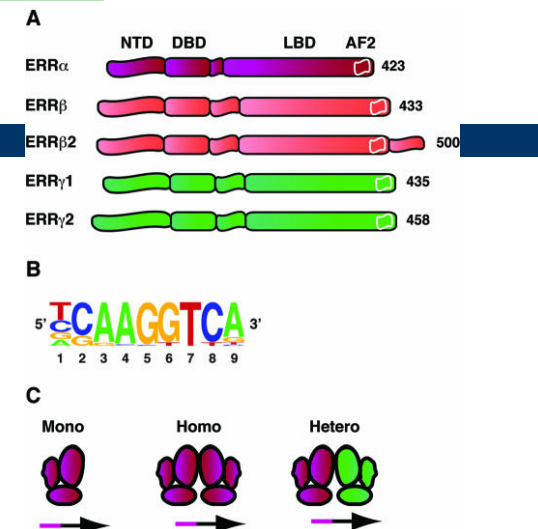 A
NTD DBD LBD AF2
ERRα 423
ERRβ 433
ERRβ2 500
ERRγ1 435
ERRγ2 458
B
5' TCAAGGTCA 3'
1 2 3 4 5 6 7 8 9
C
Mono Homo Hetero